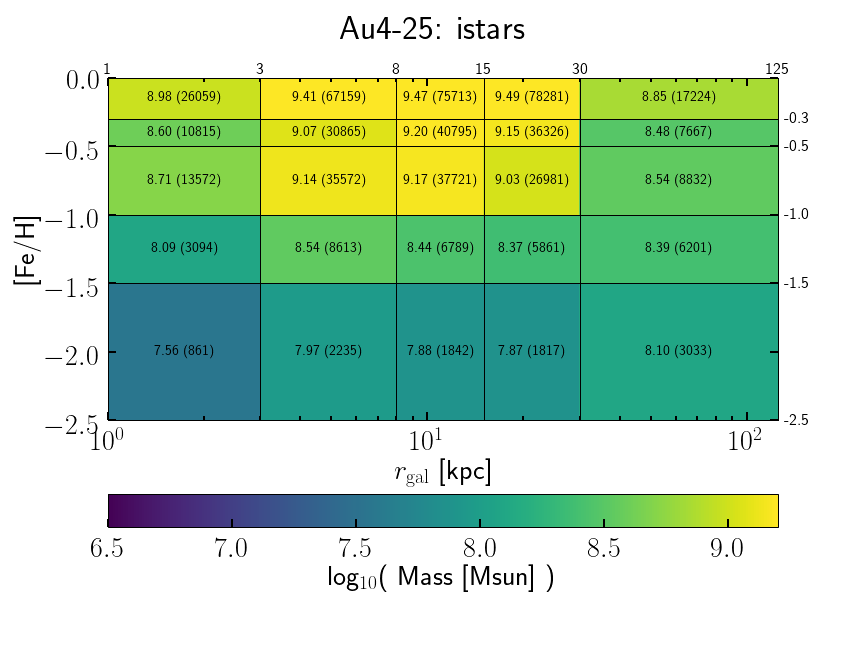 Au4-25: istars
1 3 8 15 30 125
0.0
8.98 (26059) 9.41 (67159) 9.47 (75713) 9.49 (78281) 8.85 (17224)
-0.3
8.60 (10815) 9.07 (30865) 9.20 (40795) 9.15 (36326) 8.48 (7667)
−0.5 -0.5
8.71 (13572) 9.14 (35572) 9.17 (37721) 9.03 (26981) 8.54 (8832)
−1.0 -1.0
[Fe/H]
8.09 (3094) 8.54 (8613) 8.44 (6789) 8.37 (5861) 8.39 (6201)
−1.5 -1.5
7.56 (861) 7.97 (2235) 7.88 (1842) 7.87 (1817) 8.10 (3033)
−2.0
−2.5 -2.5
10⁰ 10¹ 10²
r_gal [kpc]
6.5 7.0 7.5 8.0 8.5 9.0
log₁₀( Mass [Msun] )